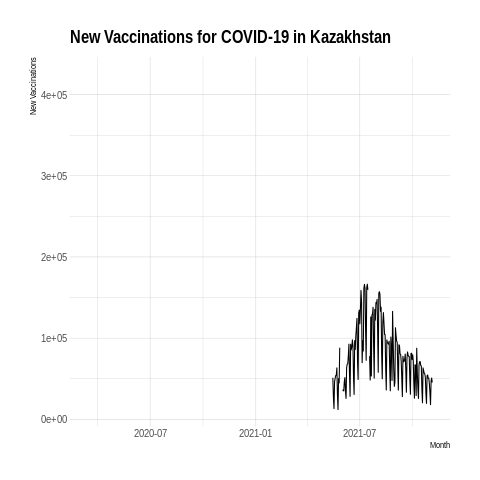 New Vaccinations for COVID-19 in Kazakhstan
New Vaccinations
4e+05
3e+05
2e+05
1e+05
0e+00
2020-07
2021-01
2021-07
Month